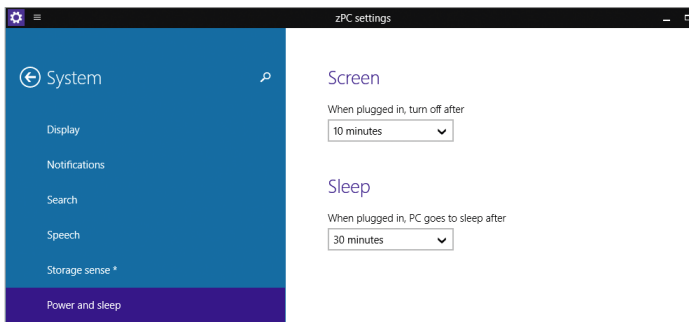 zPC settings
System
Display
Notifications
Search
Speech
Storage sense *
Power and sleep
Screen
When plugged in, turn off after
10 minutes
Sleep
When plugged in, PC goes to sleep after
30 minutes